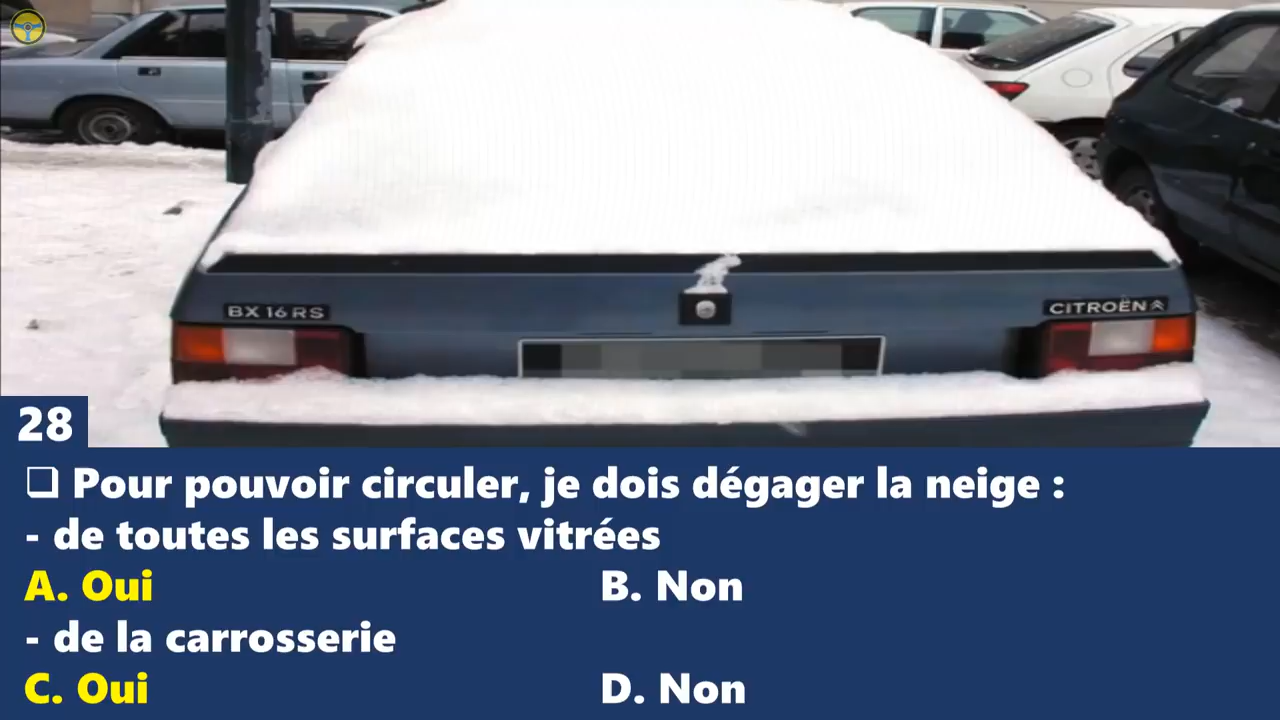 BX 16 RS
CITROËN
28
❑ Pour pouvoir circuler, je dois dégager la neige :
- de toutes les surfaces vitrées
A. Oui
B. Non
- de la carrosserie
C. Oui
D. Non